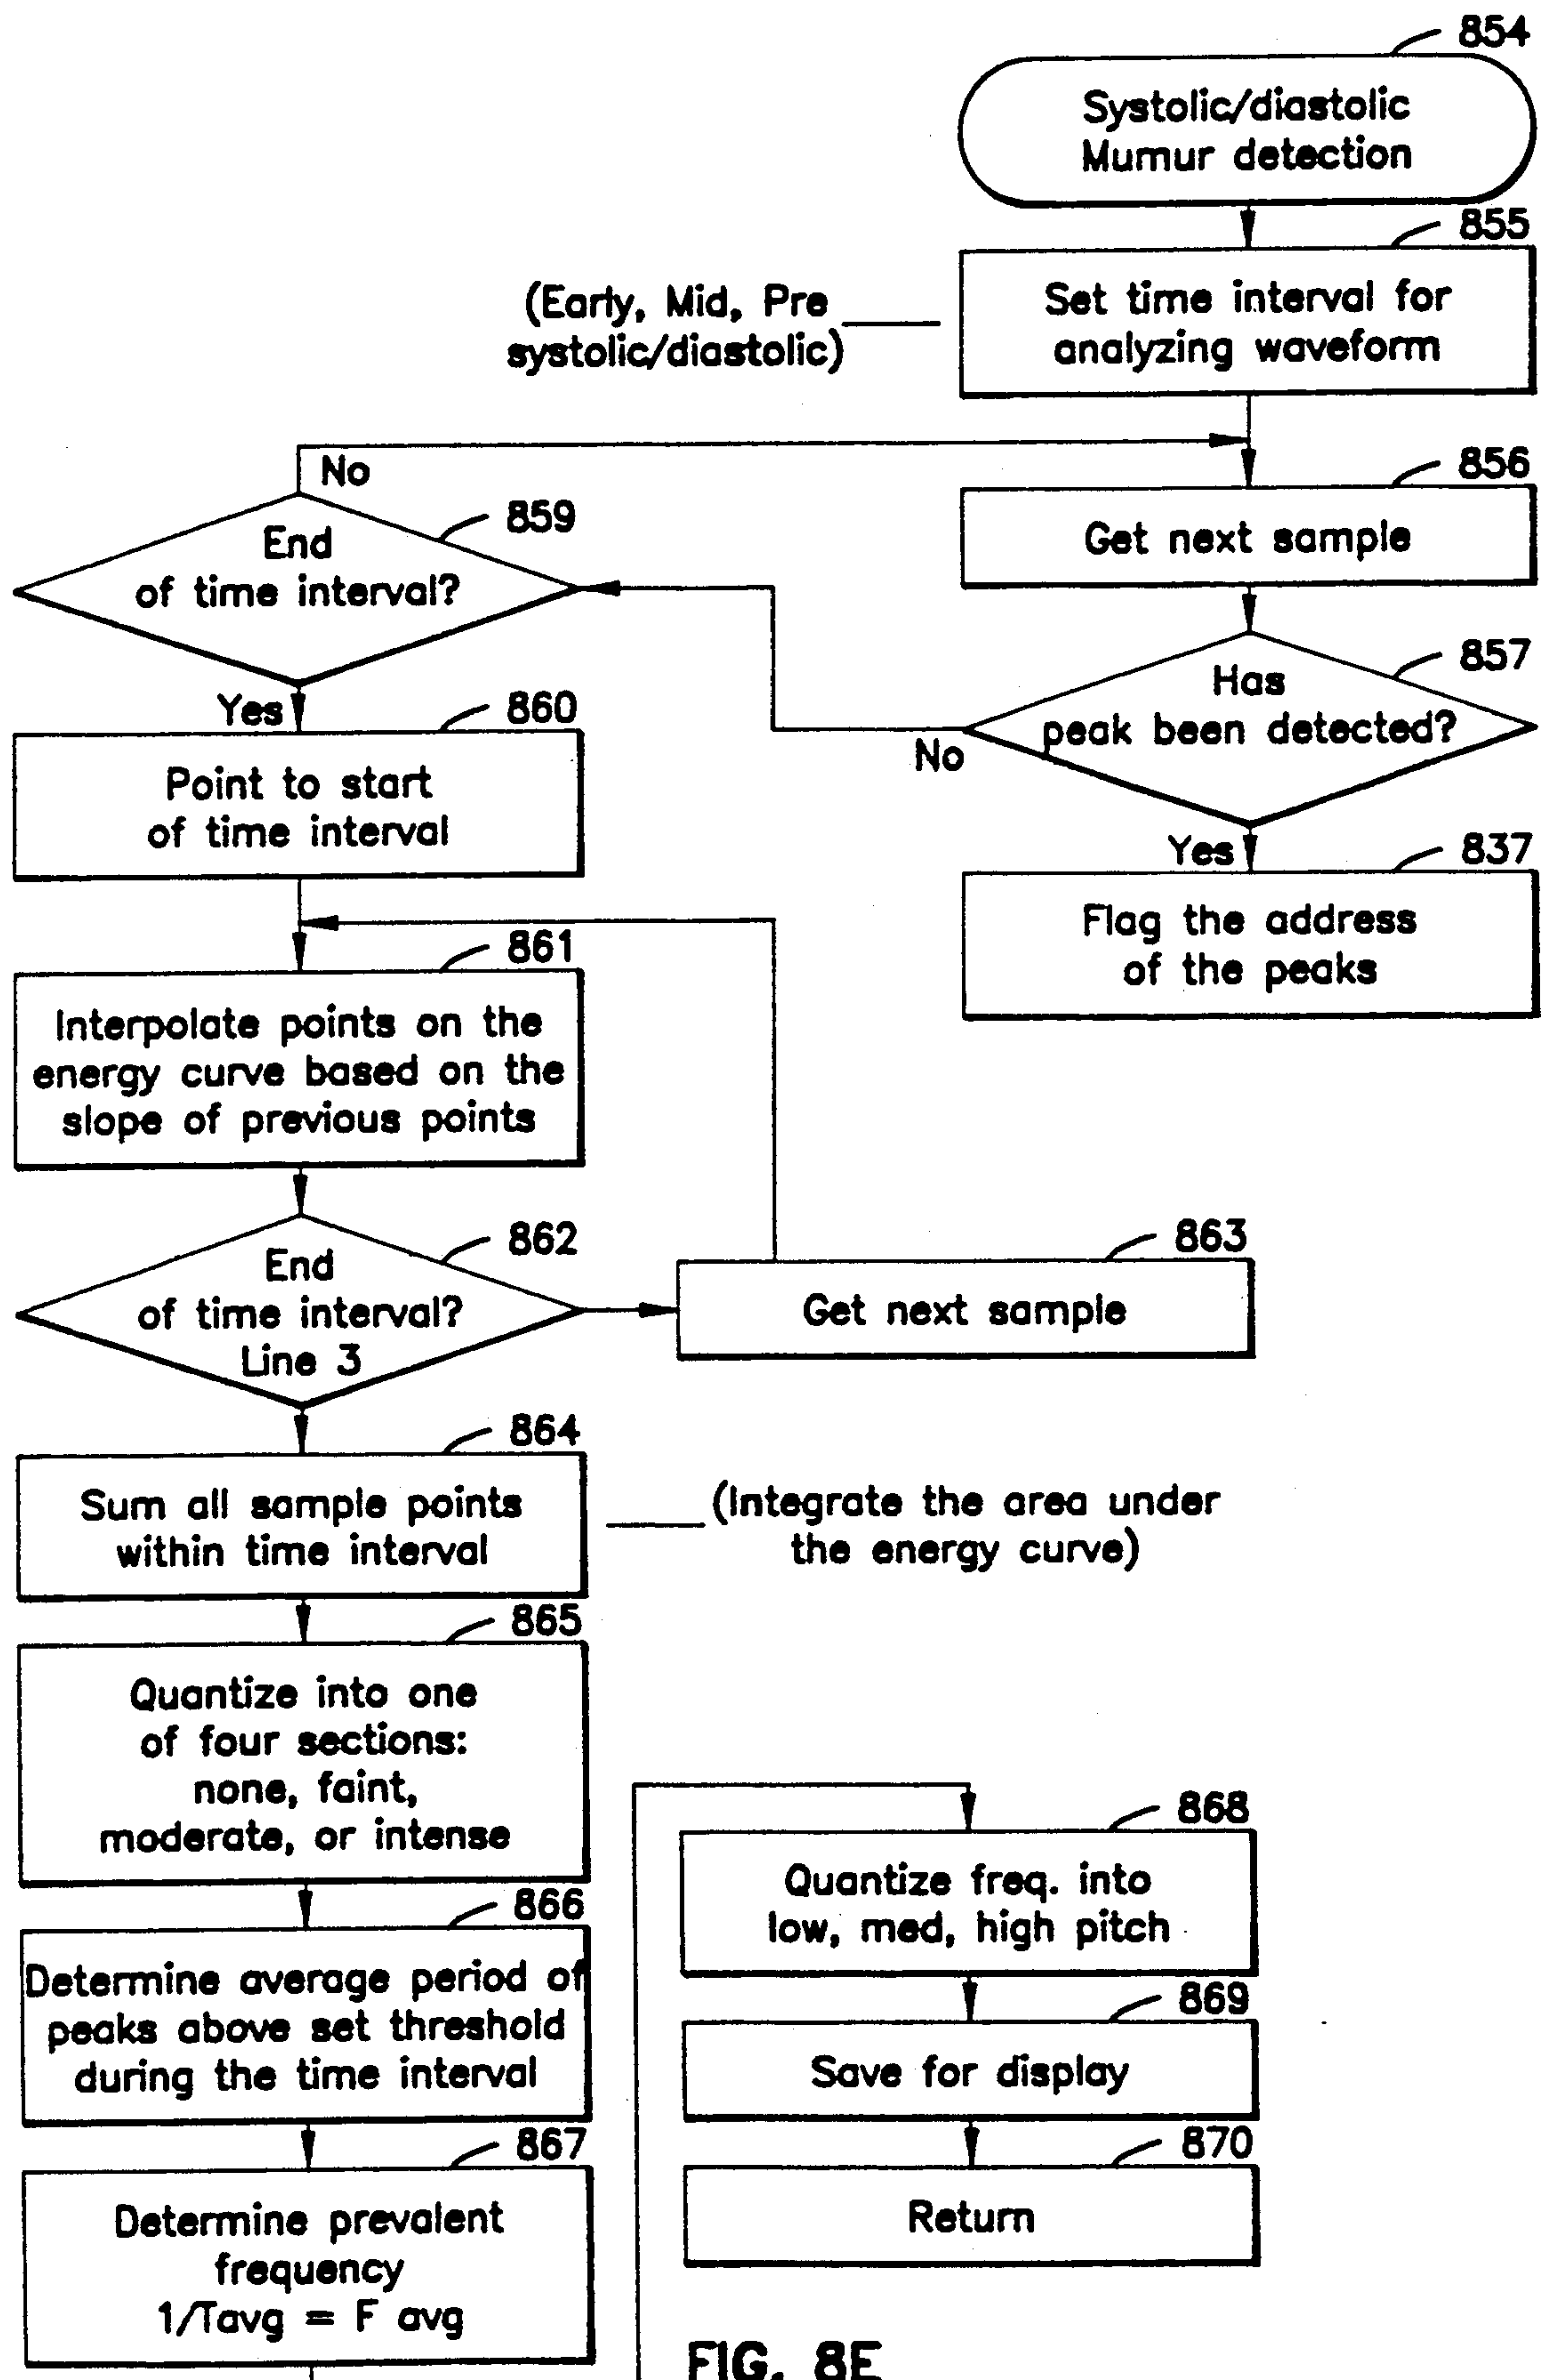 854
Systolic/diastolic
Mumur detection
855
(Early, Mid, Pre
systolic/diastolic)
Set time interval for
analyzing waveform
No
856
Get next sample
859
End
of time interval?
857
Has
peak been detected?
No
Yes
837
Flag the address
of the peaks
Yes
860
Point to start
of time interval
861
Interpolate points on the
energy curve based on the
slope of previous points
862
End
of time interval?
Line 3
863
Get next sample
864
Sum all sample points
within time interval
(Integrate the area under
the energy curve)
865
Quantize into one
of four sections:
none, faint,
moderate, or intense
866
Determine average period of
peaks above set threshold
during the time interval
867
Determine prevalent
frequency
1/Tavg = F avg
868
Quantize freq. into
low, med, high pitch
869
Save for display
870
Return
FIG. 8E